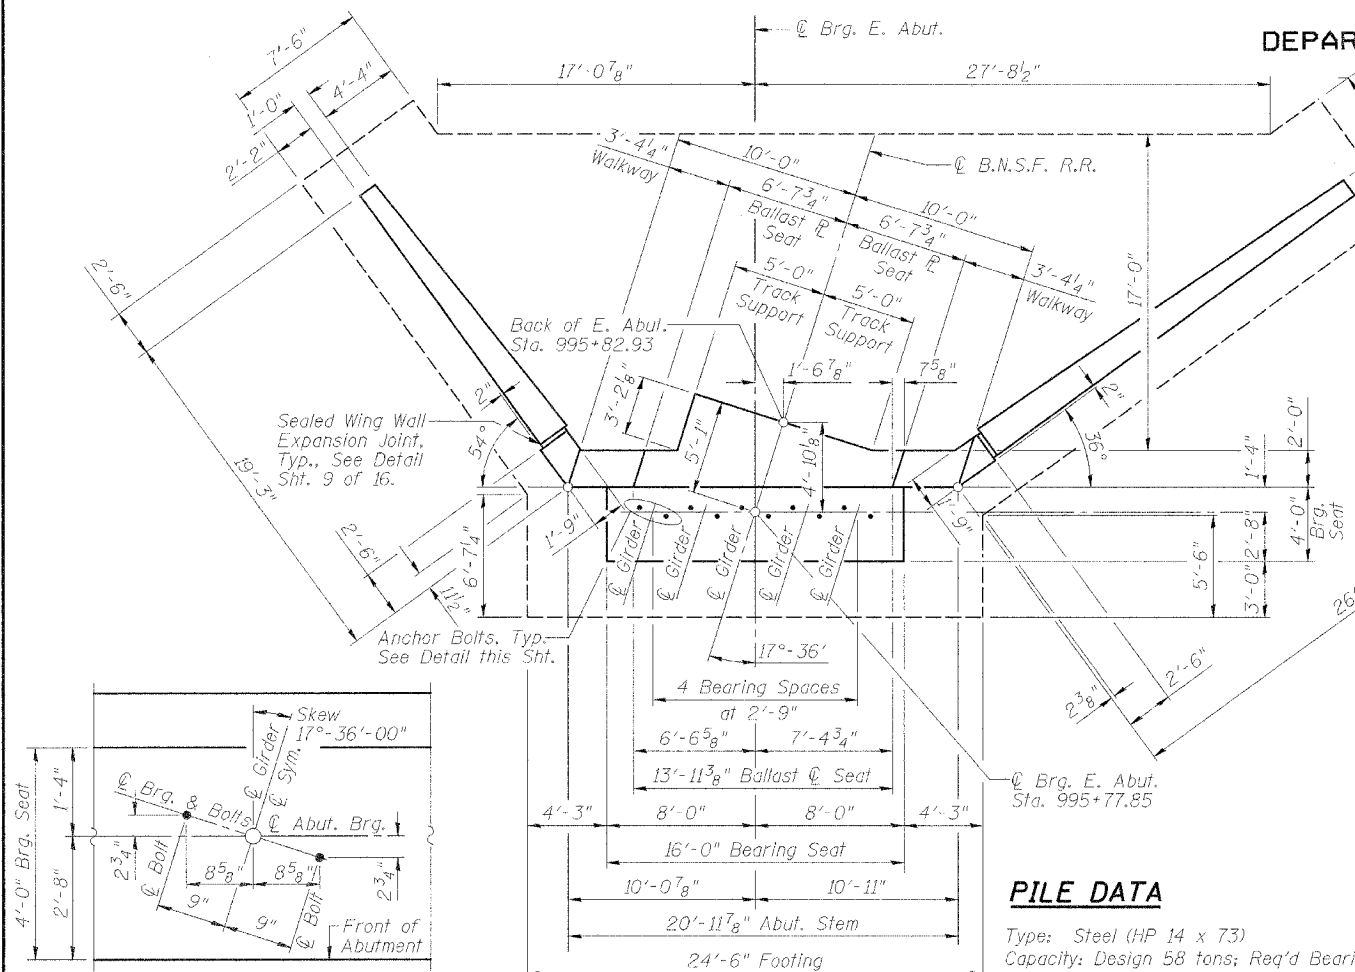 ℄ Brg. E. Abut.
DEPAR
7'-6"
17'-0⅞"
27'-8½"
4'-4"
1'-0"
2'-2"
3'-4¼"
Walkway
10'-0"
℄ B.N.S.F. R.R.
6'-7¾"
Ballast ℙL
Seat
10'-0"
6'-7¾"
Ballast ℙL
Seat
3'-4¼"
Walkway
5'-0"
Track
Support
5'-0"
Track
Support
17'-0"
2'-6"
Back of E. Abut.
Sta. 995+82.93
1'-6⅞"
7⅝"
2"
3'-2⅛"
2"
Sealed Wing Wall
Expansion Joint,
Typ., See Detail
Sht. 9 of 16.
54°
5'-1"
4'-10⅛"
36°
1'-4"
2'-0"
19'-3"
1'-9"
1'-9"
4'-0"
Brg.
Seat
2'-6"
6'-7¼"
11½"
℄ Girder
℄ Girder
℄ Girder
℄ Girder
℄ Girder
5'-6"
2'-8"
3'-0"
26'
Anchor Bolts, Typ.
See Detail this Sht.
17°-36'
2'-6"
2⅜"
4 Bearing Spaces
at 2'-9"
6'-6⅝"
7'-4¾"
13'-11⅜" Ballast ℄ Seat
℄ Brg. E. Abut.
Sta. 995+77.85
4'-3"
8'-0"
8'-0"
4'-3"
16'-0" Bearing Seat
10'-0⅞"
10'-11"
20'-11⅞" Abut. Stem
24'-6" Footing
Skew
17°-36'-00"
℄ Girder
℄ Sym.
4'-0" Brg. Seat
1'-4"
2'-8"
℄ Brg.
& Bolts
℄ Abut. Brg.
2¾"
2¾"
℄ Bolt
8⅝"
8⅝"
9"
9"
℄ Bolt
Front of
Abutment
PILE DATA
Type: Steel (HP 14 x 73)
Capacity: Design 58 tons; Req'd Beari